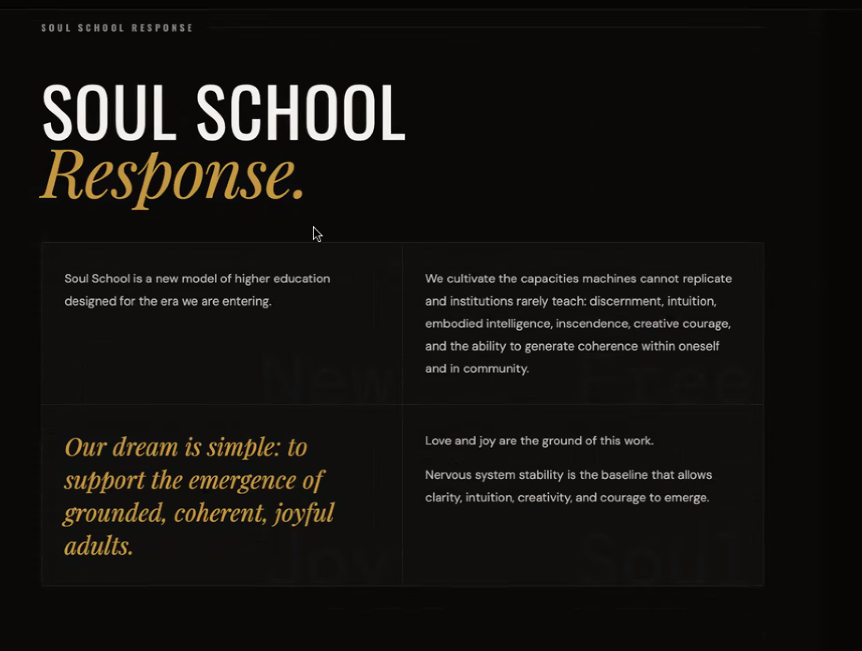 SOUL SCHOOL RESPONSE
SOUL SCHOOL
Response.
Soul School is a new model of higher education
designed for the era we are entering.
New
We cultivate the capacities machines cannot replicate
and institutions rarely teach: discernment, intuition,
embodied intelligence, inscendence, creative courage,
and the ability to generate coherence within oneself
and in community.
Free
Our dream is simple: to
support the emergence of
grounded, coherent, joyful
adults.
Joy
Love and joy are the ground of this work.
Nervous system stability is the baseline that allows
clarity, intuition, creativity, and courage to emerge.
Soul